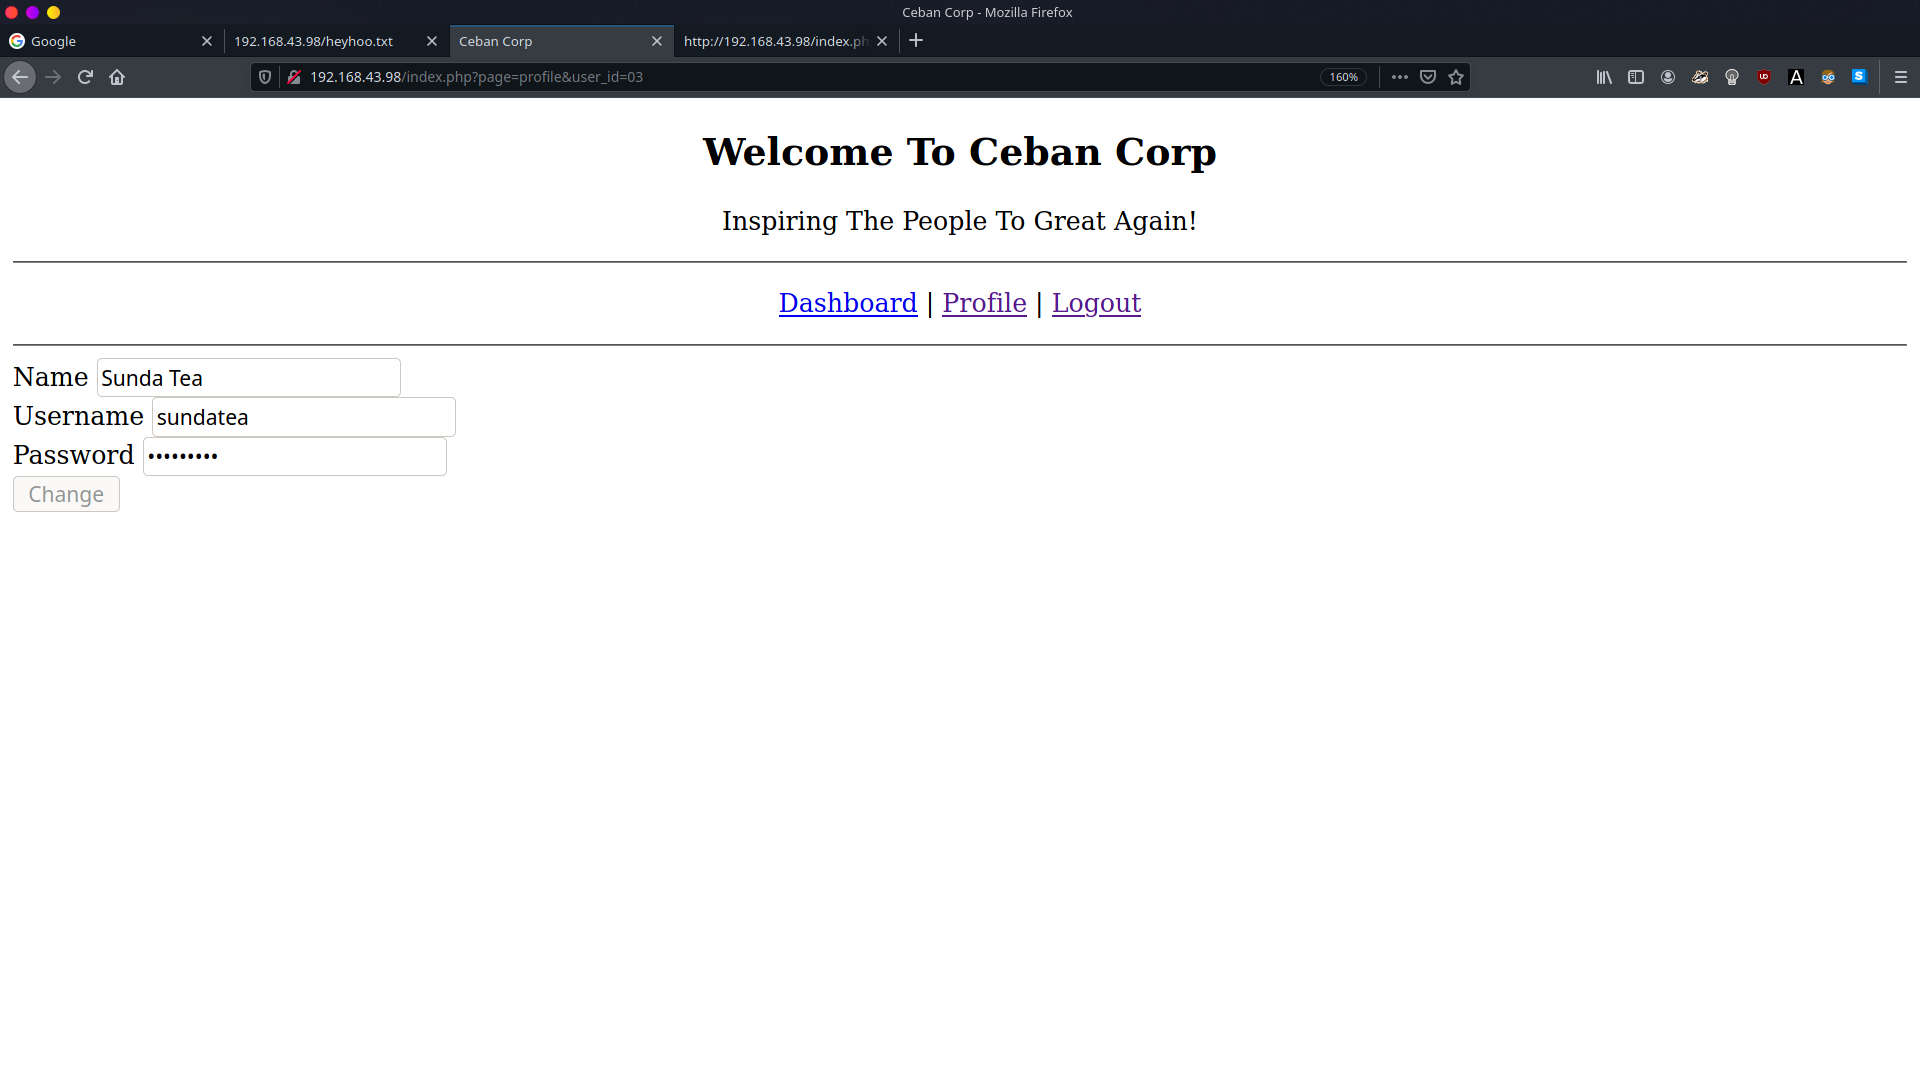 Ceban Corp - Mozilla Firefox
Google
192.168.43.98/heyhoo.txt
Ceban Corp
http://192.168.43.98/index.ph
192.168.43.98/index.php?page=profile&user_id=03
160%
Welcome To Ceban Corp
Inspiring The People To Great Again!
Dashboard | Profile | Logout
Name Sunda Tea
Username sundatea
Password •••••••••
Change